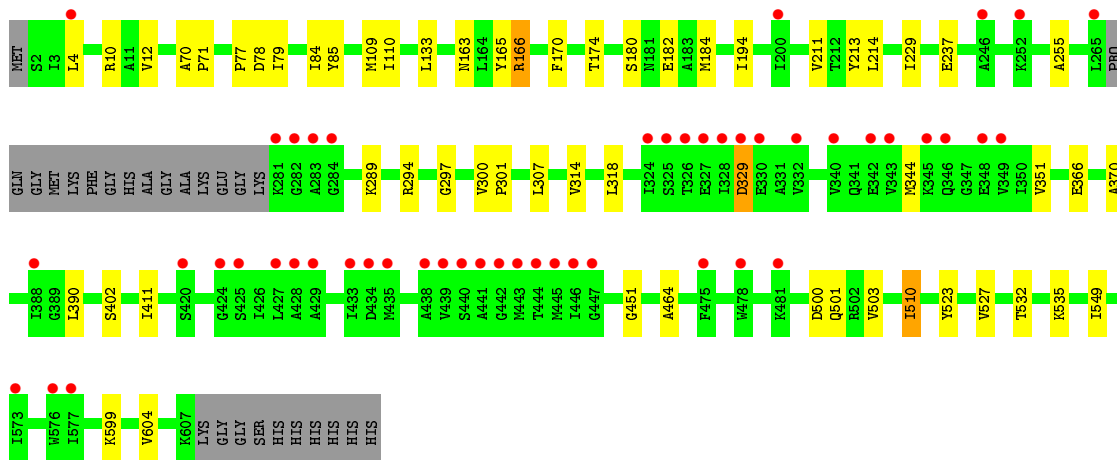 MET S2 I3 L4 R10 A11 V12 A70 P71 P77 D78 I79 I84 Y85 M109 I110 L133 N163 L164 Y165 R166 F170 T174 S180 N181 E182 A183 M184 I194 I200 V211 T212 Y213 L214 I229 E237 A246 K252 A255 L265 PRO
GLN GLY MET LYS PHE GLY HIS ALA GLY ALA LYS GLU GLY LYS K281 G282 A283 G284 K289 R294 G297 V300 P301 L307 V314 L318 I324 S325 T326 E327 I328 D329 E330 A331 V332 V340 Q341 E342 V343 M344 K345 Q346 G347 E348 V349 I350 V351 E366 A370
I388 G389 L390 S402 I411 S420 G424 S425 I426 L427 A428 A429 I433 D434 M435 A438 V439 S440 A441 G442 M443 T444 M445 I446 G447 G451 A464 F475 W478 K481 D500 Q501 R502 V503 I510 Y523 V527 T532 K535 I549
I573 W576 I577 K599 V604 K607 LYS GLY GLY SER HIS HIS HIS HIS HIS HIS